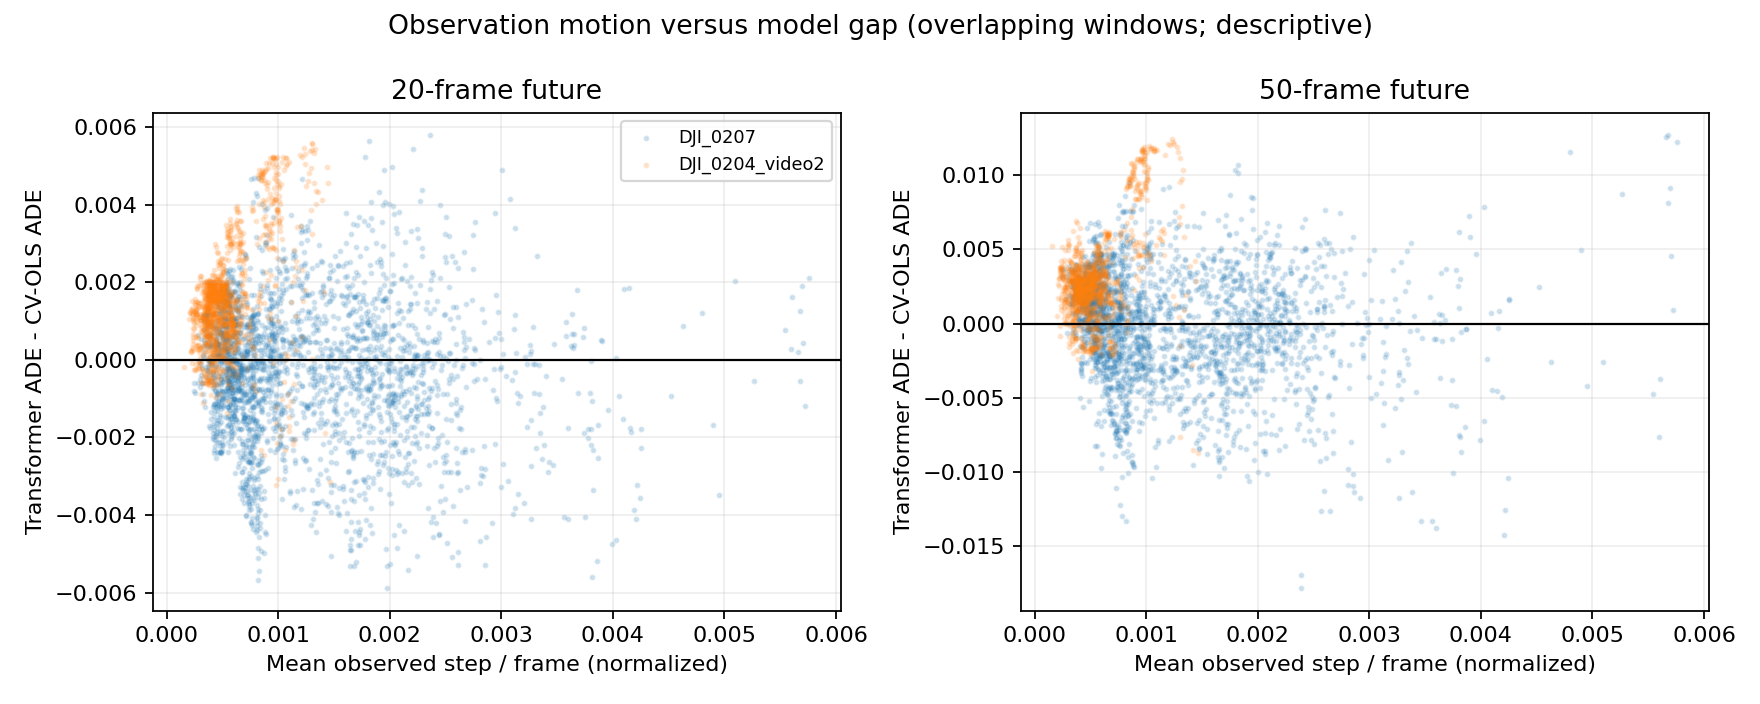 Observation motion versus model gap (overlapping windows; descriptive)
20-frame future
0.006
0.004
0.002
0.000
−0.002
−0.004
−0.006
Transformer ADE - CV-OLS ADE
DJI_0207
DJI_0204_video2
0.000 0.001 0.002 0.003 0.004 0.005 0.006
Mean observed step / frame (normalized)
50-frame future
0.010
0.005
0.000
−0.005
−0.010
−0.015
Transformer ADE - CV-OLS ADE
0.000 0.001 0.002 0.003 0.004 0.005 0.006
Mean observed step / frame (normalized)